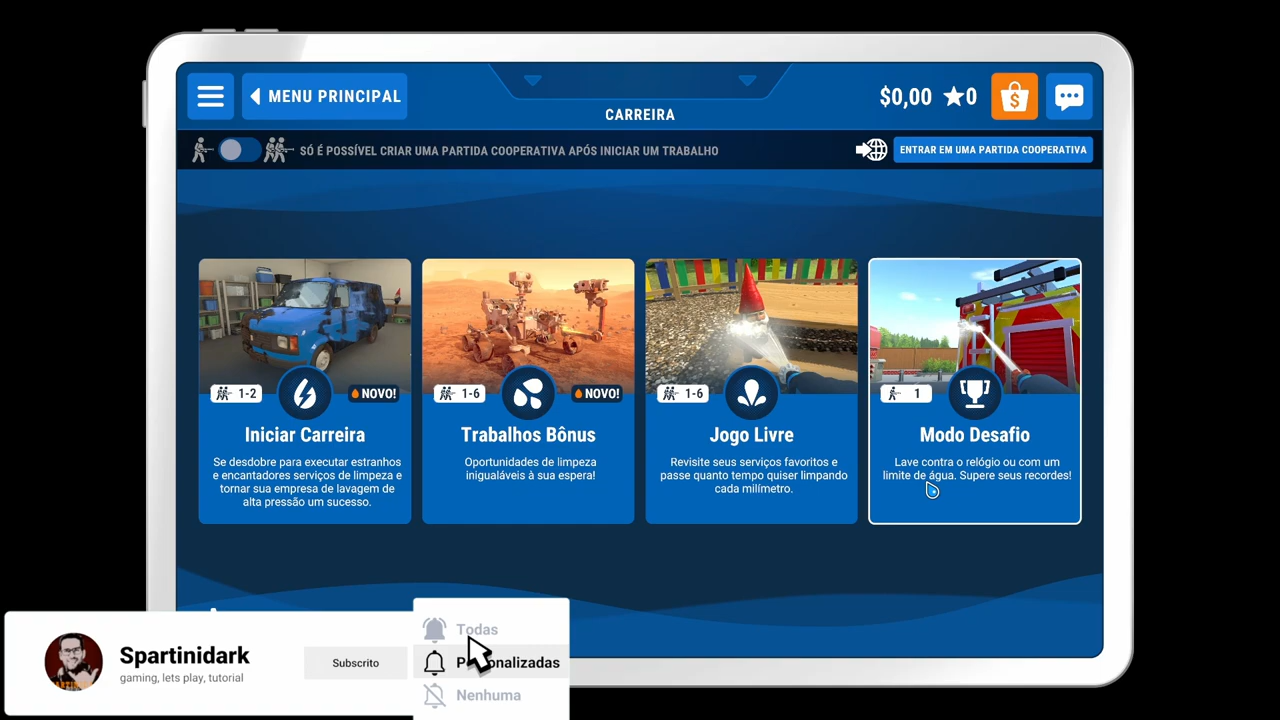 MENU PRINCIPAL
CARREIRA
$0,00 ★0
SÓ É POSSÍVEL CRIAR UMA PARTIDA COOPERATIVA APÓS INICIAR UM TRABALHO
ENTRAR EM UMA PARTIDA COOPERATIVA
1-2
NOVO!
Iniciar Carreira
Se desdobre para executar estranhos
e encantadores serviços de limpeza e
tornar sua empresa de lavagem de
alta pressão um sucesso.
1-6
NOVO!
Trabalhos Bônus
Oportunidades de limpeza
inigualáveis à sua espera!
1-6
Jogo Livre
Revisite seus serviços favoritos e
passe quanto tempo quiser limpando
cada milímetro.
1
Modo Desafio
Lave contra o relógio ou com um
limite de água. Supere seus recordes!
Spartinidark
gaming, lets play, tutorial
Subscrito
Todas
Personalizadas
Nenhuma